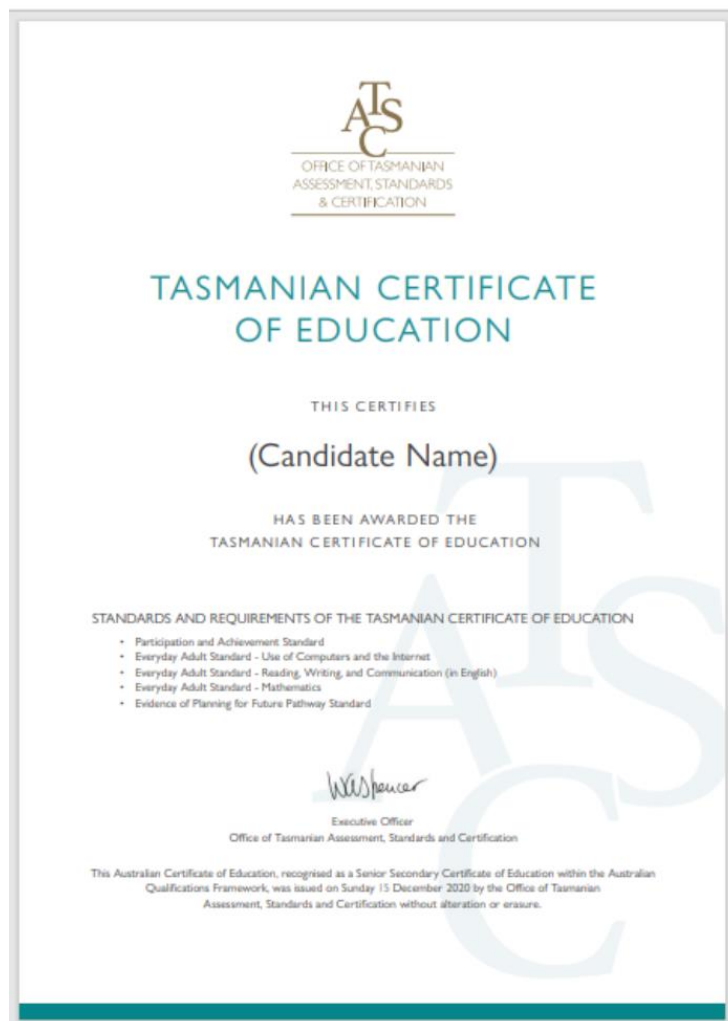 ATSC
OFFICE OF TASMANIAN
ASSESSMENT, STANDARDS
& CERTIFICATION
TASMANIAN CERTIFICATE
OF EDUCATION
THIS CERTIFIES
(Candidate Name)
HAS BEEN AWARDED THE
TASMANIAN CERTIFICATE OF EDUCATION
STANDARDS AND REQUIREMENTS OF THE TASMANIAN CERTIFICATE OF EDUCATION
• Participation and Achievement Standard
• Everyday Adult Standard - Use of Computers and the Internet
• Everyday Adult Standard - Reading, Writing, and Communication (in English)
• Everyday Adult Standard - Mathematics
• Evidence of Planning for Future Pathway Standard
WASpencer
Executive Officer
Office of Tasmanian Assessment, Standards and Certification
This Australian Certificate of Education, recognised as a Senior Secondary Certificate of Education within the Australian
Qualifications Framework, was issued on Sunday 15 December 2020 by the Office of Tasmanian
Assessment, Standards and Certification without alteration or erasure.
ATSC